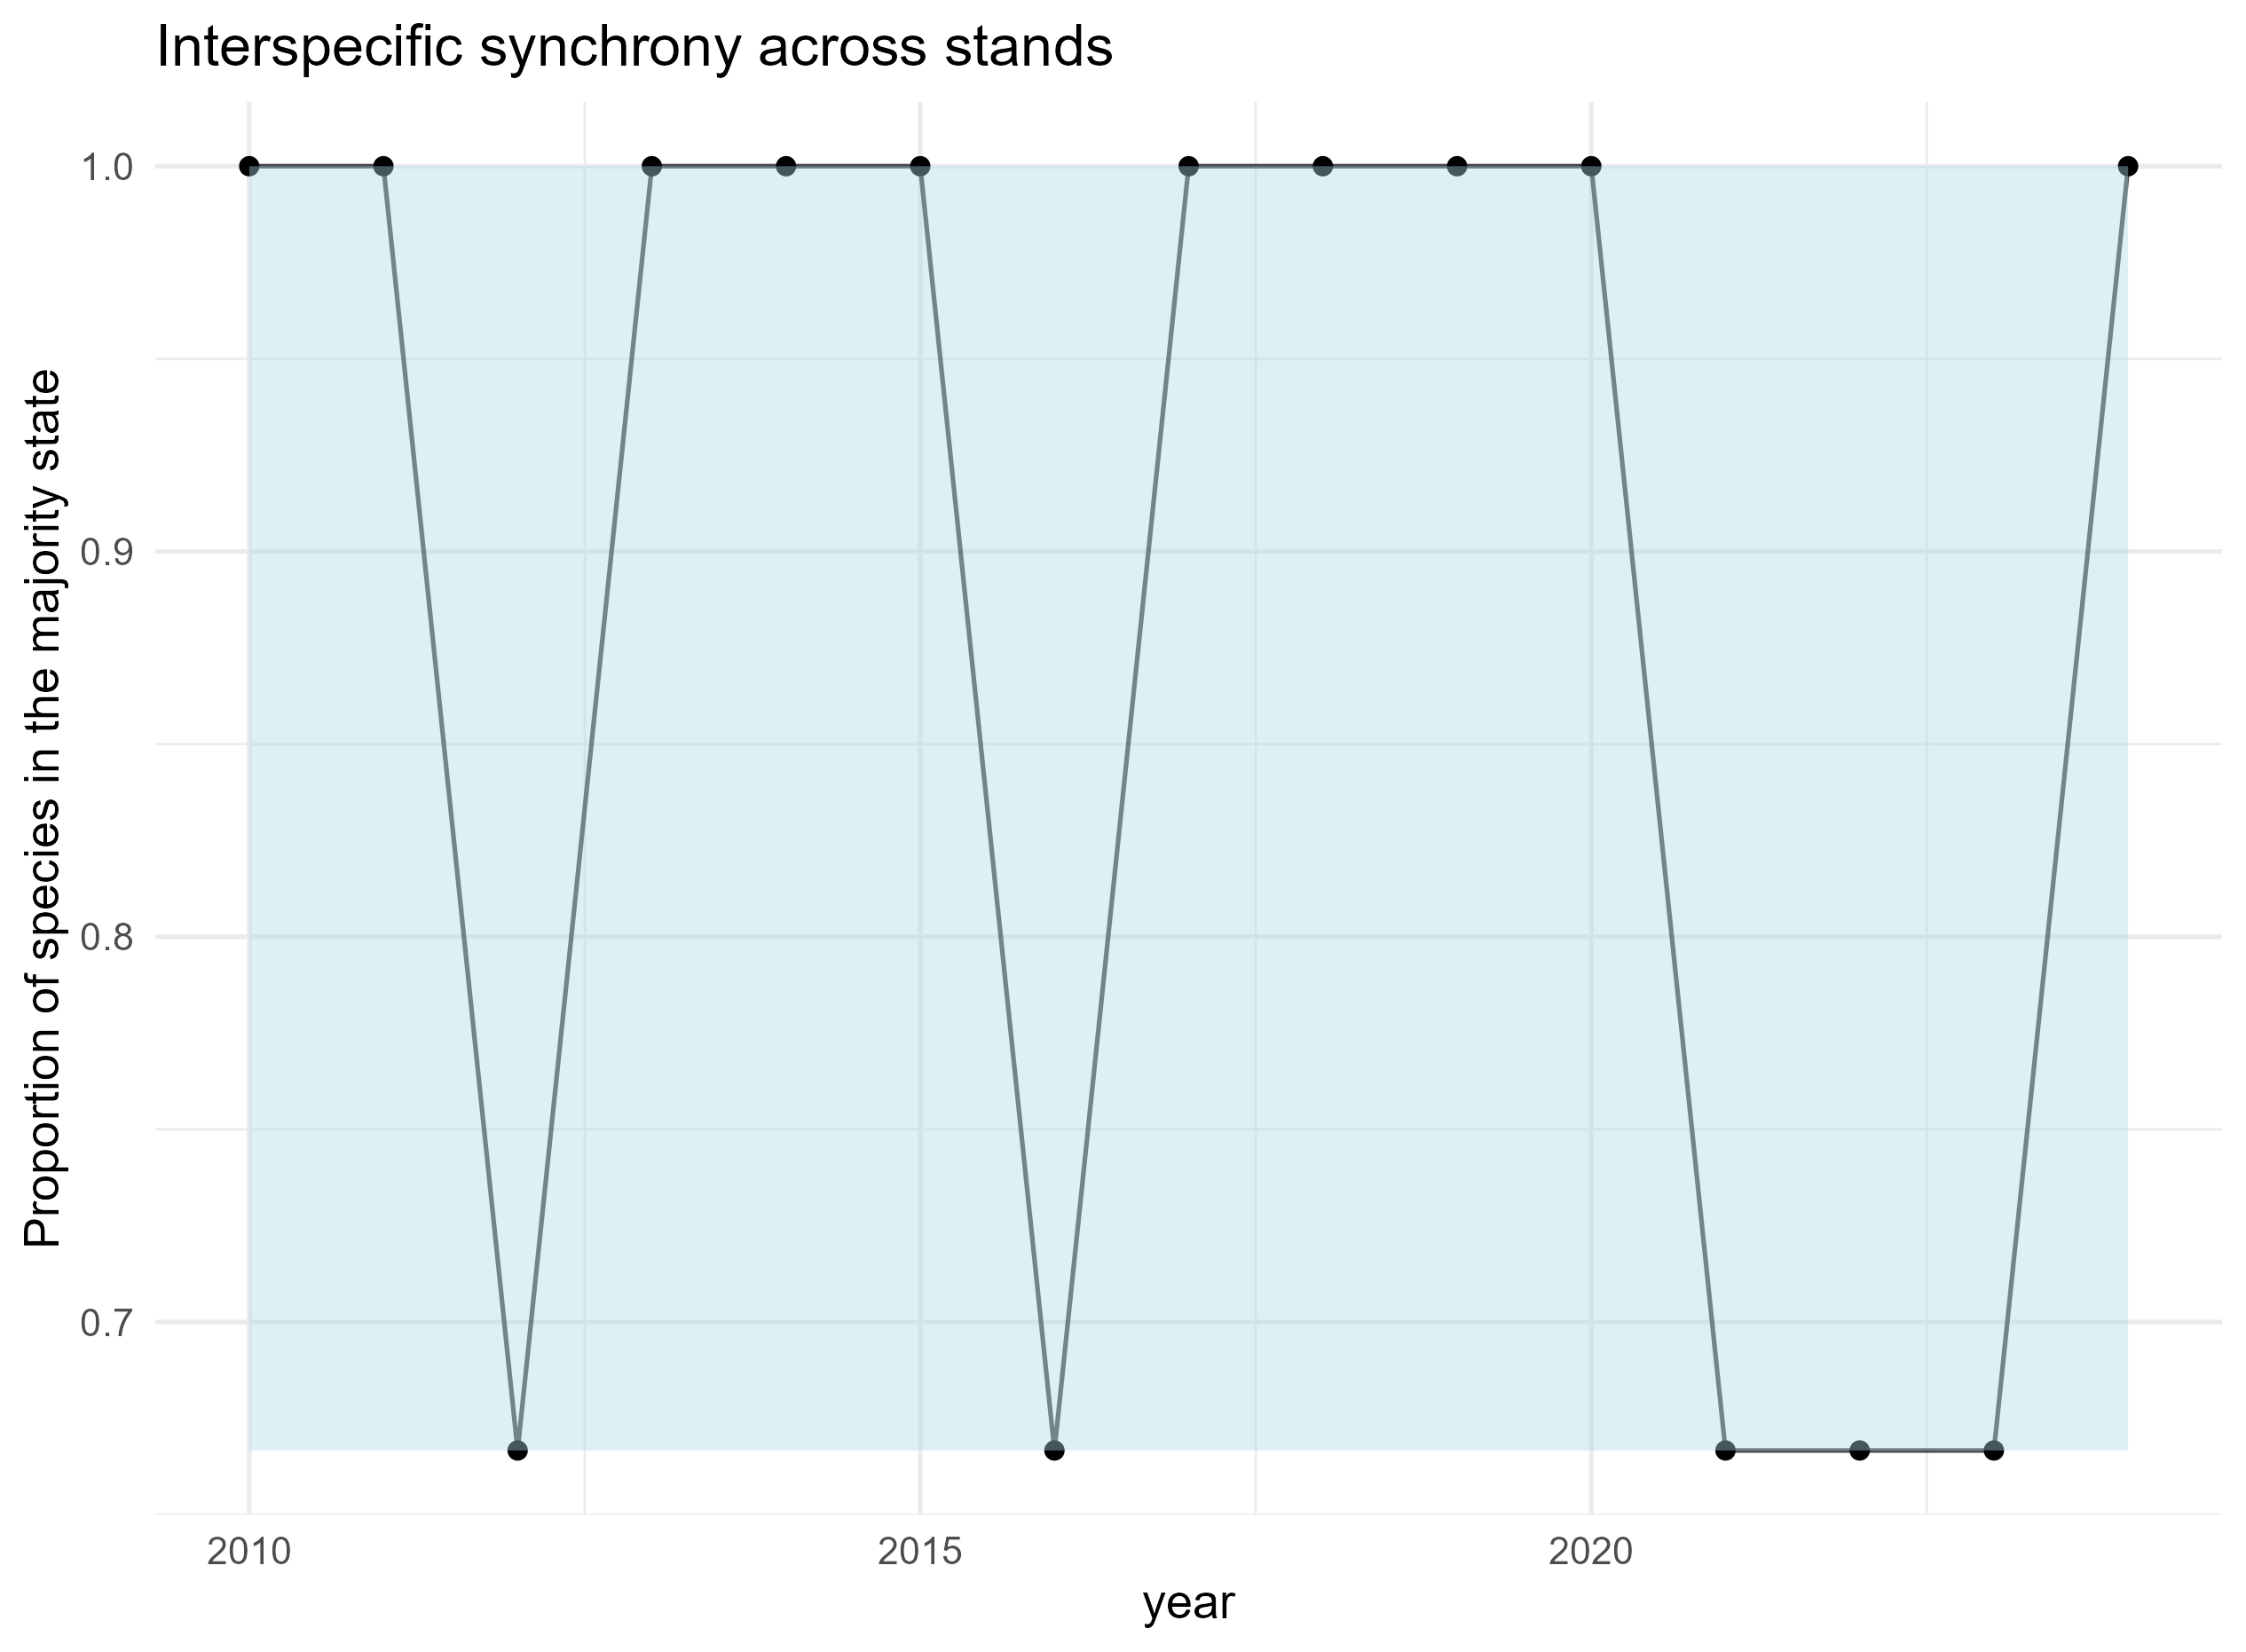 Interspecific synchrony across stands
Proportion of species in the majority state
1.0
0.9
0.8
0.7
2010
2015
2020
year